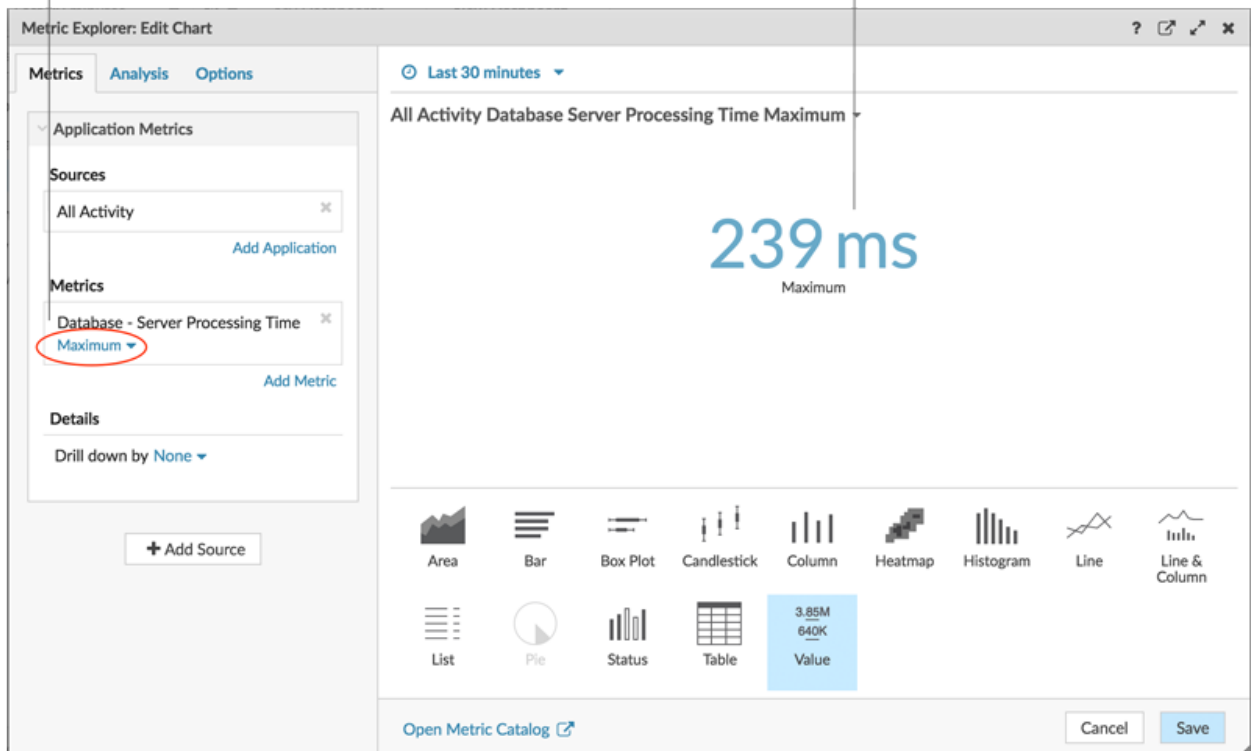 Metric Explorer: Edit Chart
?
Metrics Analysis Options
Last 30 minutes
Application Metrics
All Activity Database Server Processing Time Maximum
Sources
All Activity
Add Application
Metrics
Database - Server Processing Time
Maximum
Add Metric
Details
Drill down by None
+ Add Source
239 ms
Maximum
Area Bar Box Plot Candlestick Column Heatmap Histogram Line Line &
Column
3.85M
640K
List Pie Status Table Value
Open Metric Catalog
Cancel Save